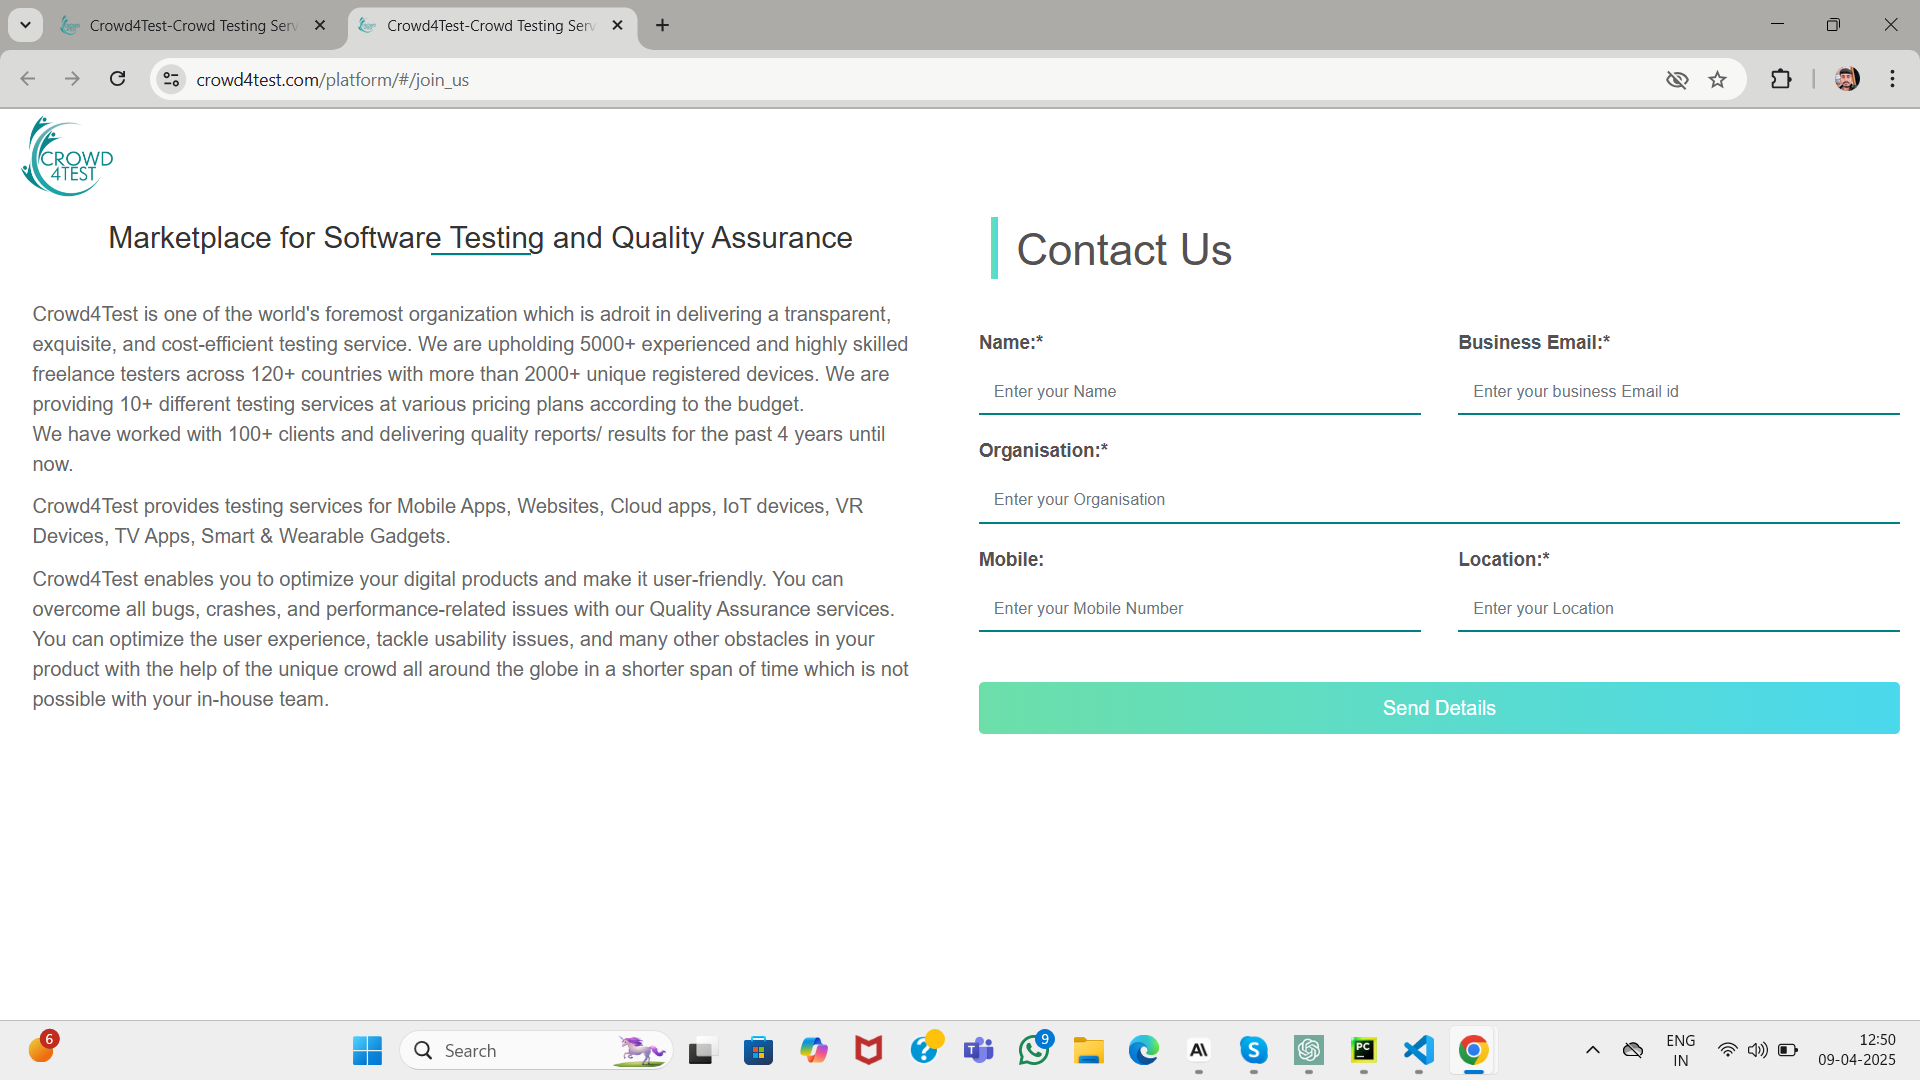 Crowd4Test-Crowd Testing Serv
Crowd4Test-Crowd Testing Serv
crowd4test.com/platform/#/join_us
CROWD
4TEST
Marketplace for Software Testing and Quality Assurance
Crowd4Test is one of the world's foremost organization which is adroit in delivering a transparent,
exquisite, and cost-efficient testing service. We are upholding 5000+ experienced and highly skilled
freelance testers across 120+ countries with more than 2000+ unique registered devices. We are
providing 10+ different testing services at various pricing plans according to the budget.
We have worked with 100+ clients and delivering quality reports/ results for the past 4 years until
now.
Crowd4Test provides testing services for Mobile Apps, Websites, Cloud apps, IoT devices, VR
Devices, TV Apps, Smart & Wearable Gadgets.
Crowd4Test enables you to optimize your digital products and make it user-friendly. You can
overcome all bugs, crashes, and performance-related issues with our Quality Assurance services.
You can optimize the user experience, tackle usability issues, and many other obstacles in your
product with the help of the unique crowd all around the globe in a shorter span of time which is not
possible with your in-house team.
Contact Us
Name:*
Enter your Name
Business Email:*
Enter your business Email id
Organisation:*
Enter your Organisation
Mobile:
Enter your Mobile Number
Location:*
Enter your Location
Send Details
6
Search
9
PC
ENG
IN
12:50
09-04-2025